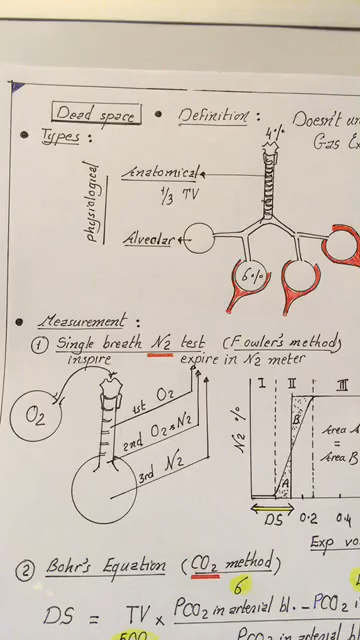 Dead space • Definition : Doesn't
• Types : Gas
4%
physiological
Anatomical
1/3 TV
Alveolar
6%
• Measurement :
① Single breath N2 test (Fowler's method)
inspire expire in N2 meter
O2
1st O2
2nd O2 & N2
3rd N2
N2 %
I II III
B
A
Area A
=
Area B
DS 0.2 0.4
Exp
② Bohr's Equation (CO2 method)
6
DS = TV x PCO2 in arterial bl. - PCO2
500 PCO2 in arterial bl.